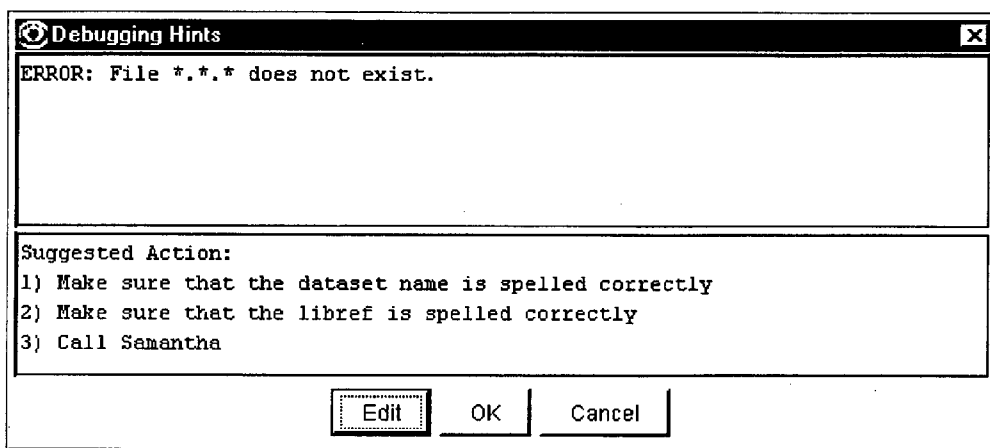 Debugging Hints
ERROR: File *.*.* does not exist.
Suggested Action:
1) Make sure that the dataset name is spelled correctly
2) Make sure that the libref is spelled correctly
3) Call Samantha
Edit OK Cancel